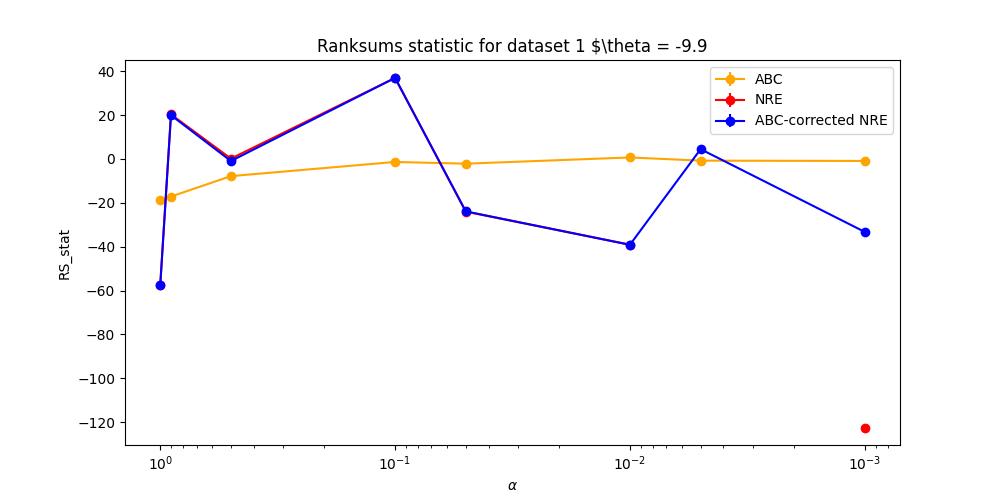 Ranksums statistic for dataset 1 $\theta = -9.9
RS_stat
40
20
0
−20
−40
−60
−80
−100
−120
ABC
NRE
ABC-corrected NRE
10⁰
10⁻¹
10⁻²
10⁻³
α